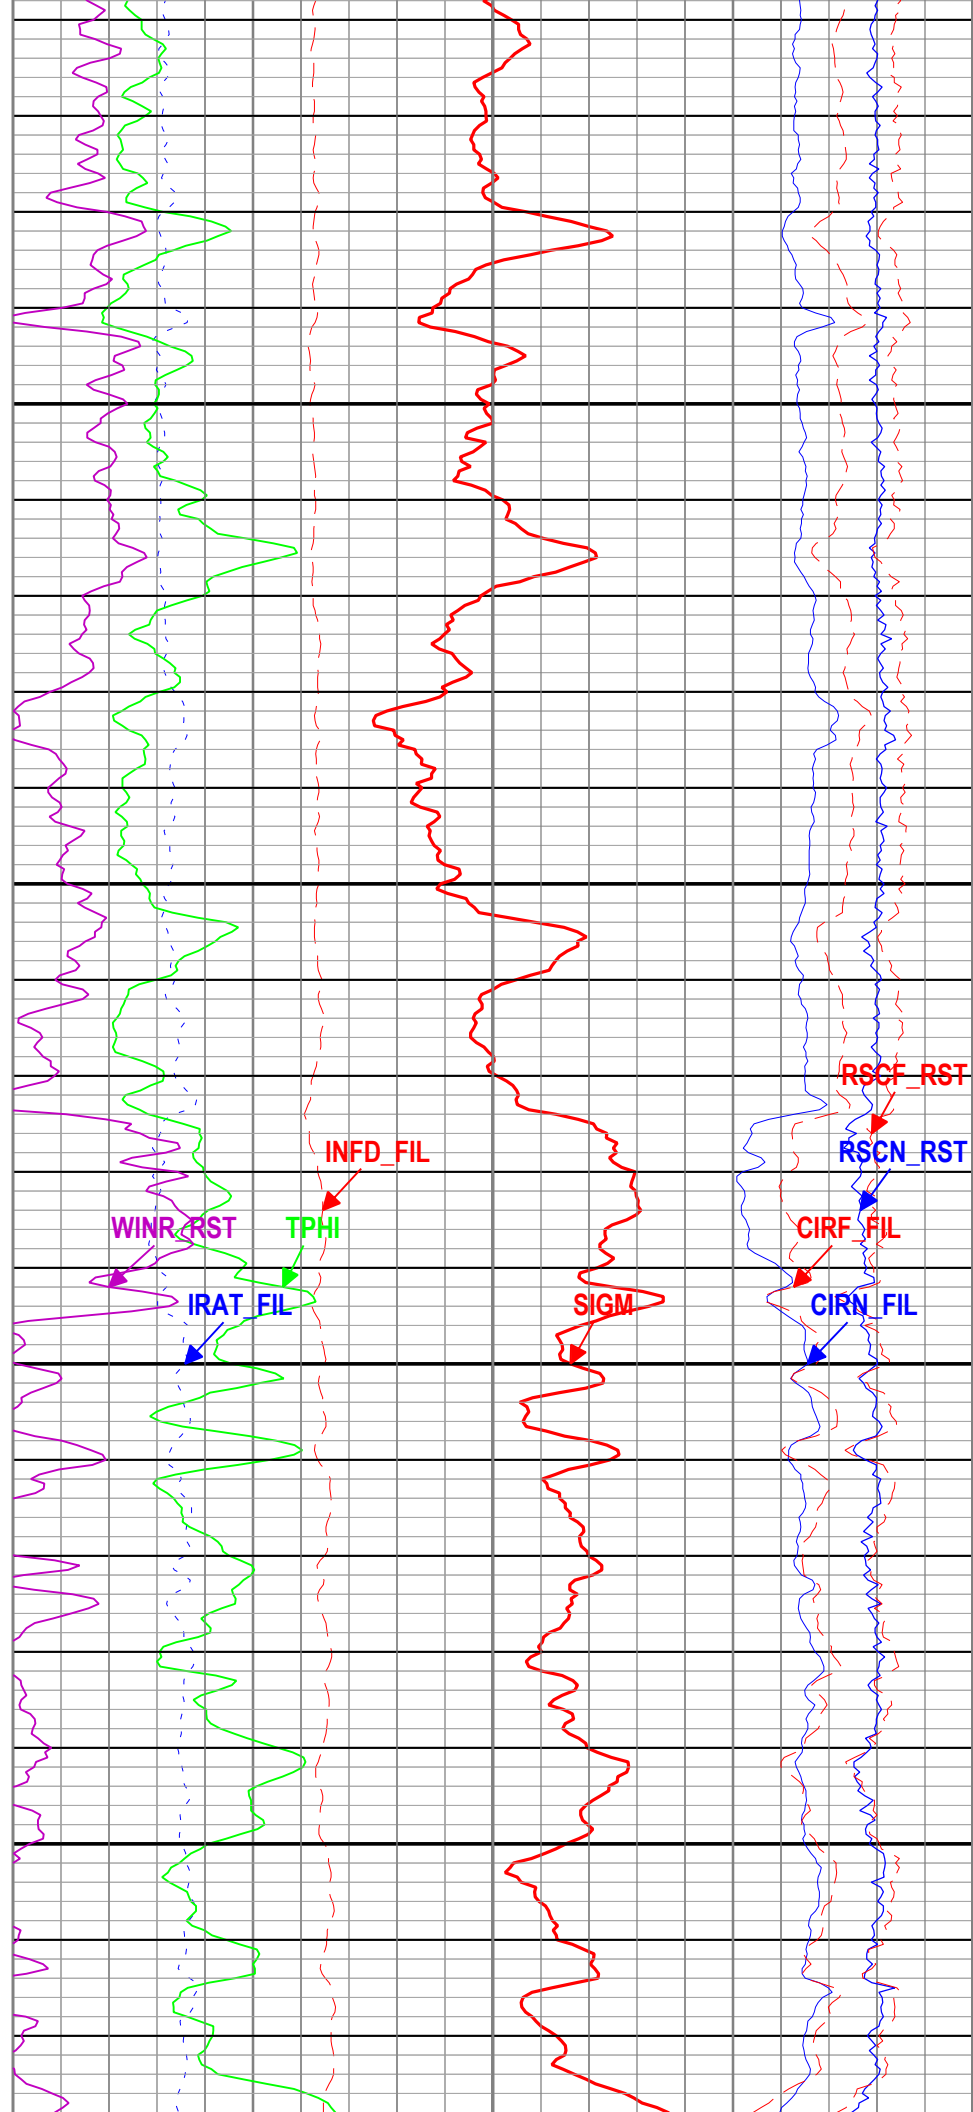 RSCF_RST
INFD_FIL
RSCN_RST
WINR_RST
TPHI
CIRF_FIL
IRAT_FIL
SIGM
CIRN_FIL